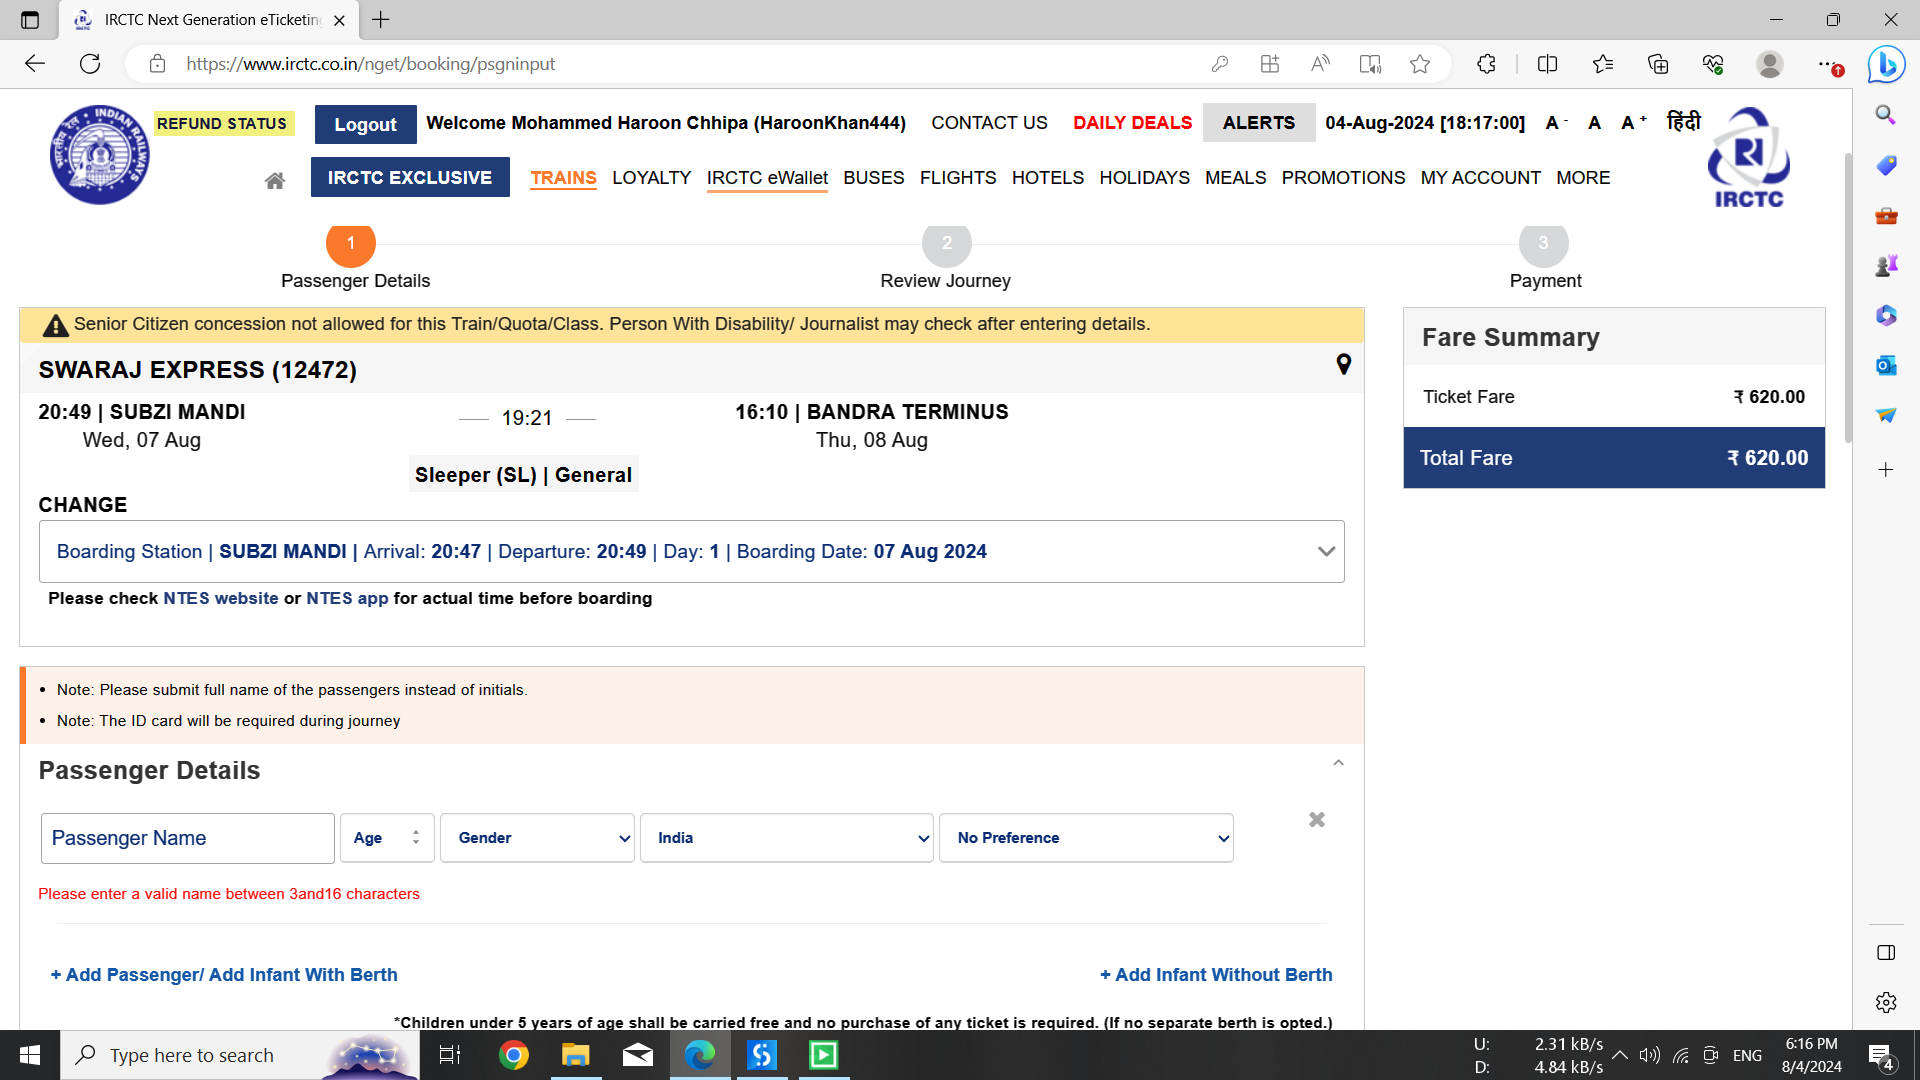 IRCTC Next Generation eTicketing
https://www.irctc.co.in/nget/booking/psgninput
INDIAN RAILWAYS
REFUND STATUS
Logout
Welcome Mohammed Haroon Chhipa (HaroonKhan444)
CONTACT US
DAILY DEALS
ALERTS
04-Aug-2024 [18:17:00]
A -
A
A +
हिंदी
IRCTC
IRCTC EXCLUSIVE
TRAINS
LOYALTY
IRCTC eWallet
BUSES
FLIGHTS
HOTELS
HOLIDAYS
MEALS
PROMOTIONS
MY ACCOUNT
MORE
1
2
3
Passenger Details
Review Journey
Payment
Senior Citizen concession not allowed for this Train/Quota/Class. Person With Disability/ Journalist may check after entering details.
SWARAJ EXPRESS (12472)
20:49 | SUBZI MANDI
Wed, 07 Aug
19:21
16:10 | BANDRA TERMINUS
Thu, 08 Aug
Sleeper (SL) | General
CHANGE
Boarding Station | SUBZI MANDI | Arrival: 20:47 | Departure: 20:49 | Day: 1 | Boarding Date: 07 Aug 2024
Please check NTES website or NTES app for actual time before boarding
Fare Summary
Ticket Fare
₹ 620.00
Total Fare
₹ 620.00
Note: Please submit full name of the passengers instead of initials.
Note: The ID card will be required during journey
Passenger Details
Passenger Name
Age
Gender
India
No Preference
Please enter a valid name between 3and16 characters
+ Add Passenger/ Add Infant With Berth
+ Add Infant Without Berth
*Children under 5 years of age shall be carried free and no purchase of any ticket is required. (If no separate berth is opted.)
Type here to search
U: 2.31 kB/s
D: 4.84 kB/s
ENG
6:16 PM
8/4/2024
4